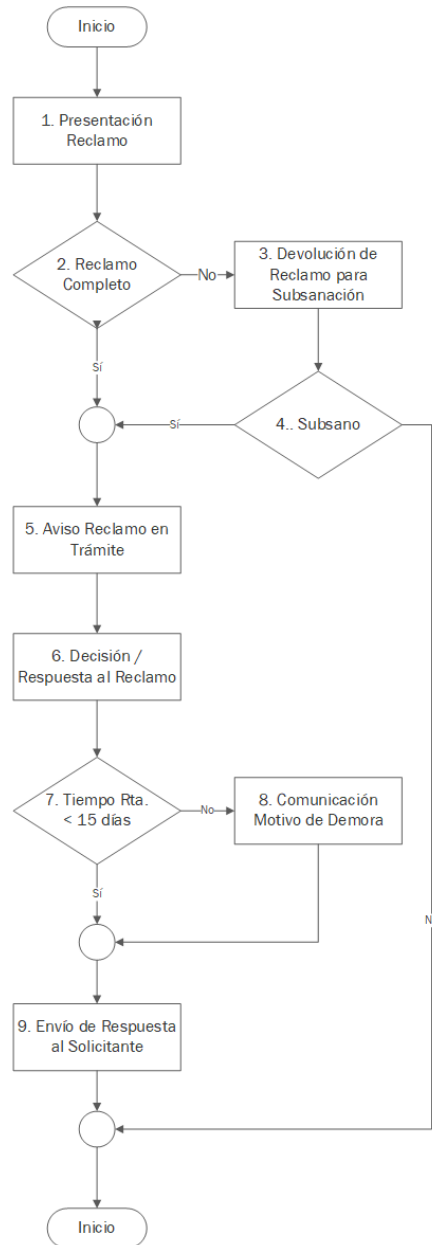 Inicio
1. Presentación
Reclamo
2. Reclamo
Completo
No
3. Devolución de
Reclamo para
Subsanación
Sí
4.. Subsano
Sí
5. Aviso Reclamo en
Trámite
6. Decisión /
Respuesta al Reclamo
7. Tiempo Rta.
< 15 días
No
8. Comunicación
Motivo de Demora
Sí
N
9. Envío de Respuesta
al Solicitante
Inicio